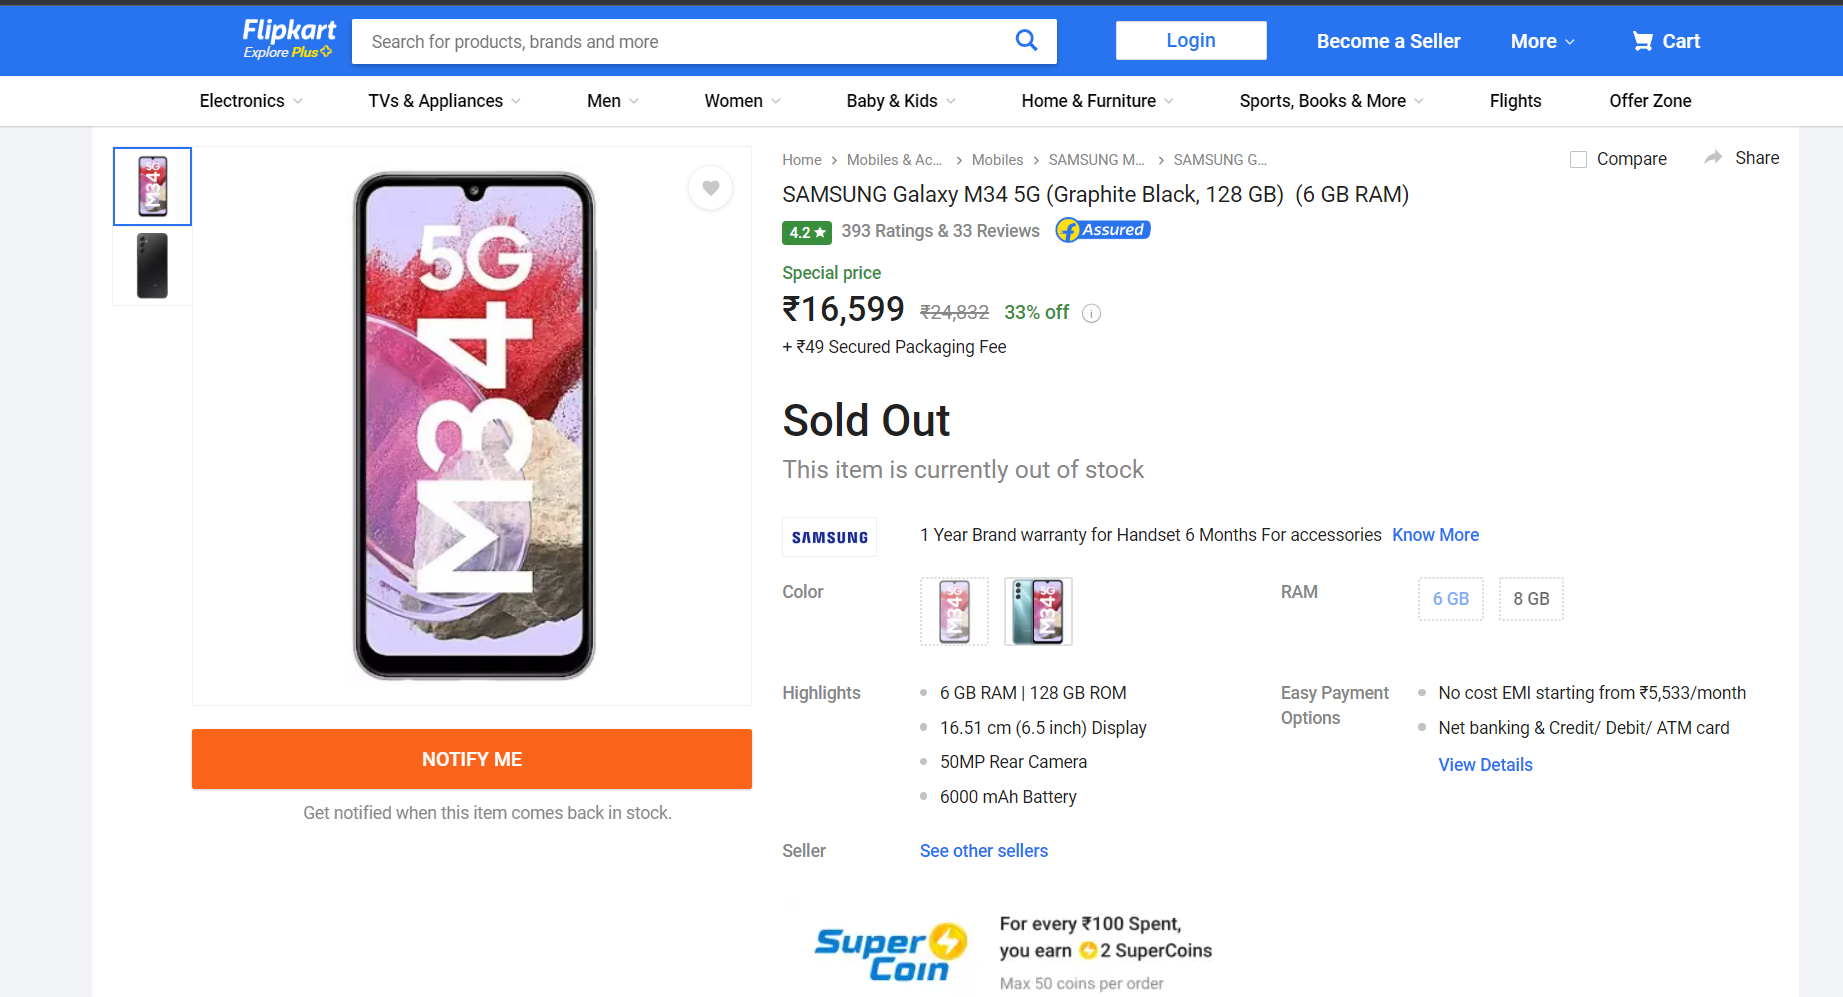 Flipkart
Explore Plus
Search for products, brands and more
Login
Become a Seller
More
Cart
Electronics
TVs & Appliances
Men
Women
Baby & Kids
Home & Furniture
Sports, Books & More
Flights
Offer Zone
5G
M34
5G
M34
Home
Mobiles & Ac...
Mobiles
SAMSUNG M...
SAMSUNG G...
Compare
Share
SAMSUNG Galaxy M34 5G (Graphite Black, 128 GB) (6 GB RAM)
4.2 ★ 393 Ratings & 33 Reviews Assured
Special price
₹16,599 ₹24,832 33% off i
+ ₹49 Secured Packaging Fee
Sold Out
This item is currently out of stock
SAMSUNG
1 Year Brand warranty for Handset 6 Months For accessories Know More
Color
5G
M34
5G
M34
RAM
6 GB
8 GB
Highlights
6 GB RAM | 128 GB ROM
16.51 cm (6.5 inch) Display
50MP Rear Camera
6000 mAh Battery
Easy Payment
Options
No cost EMI starting from ₹5,533/month
Net banking & Credit/ Debit/ ATM card
View Details
NOTIFY ME
Get notified when this item comes back in stock.
Seller
See other sellers
Super
Coin
For every ₹100 Spent,
you earn 2 SuperCoins
Max 50 coins per order